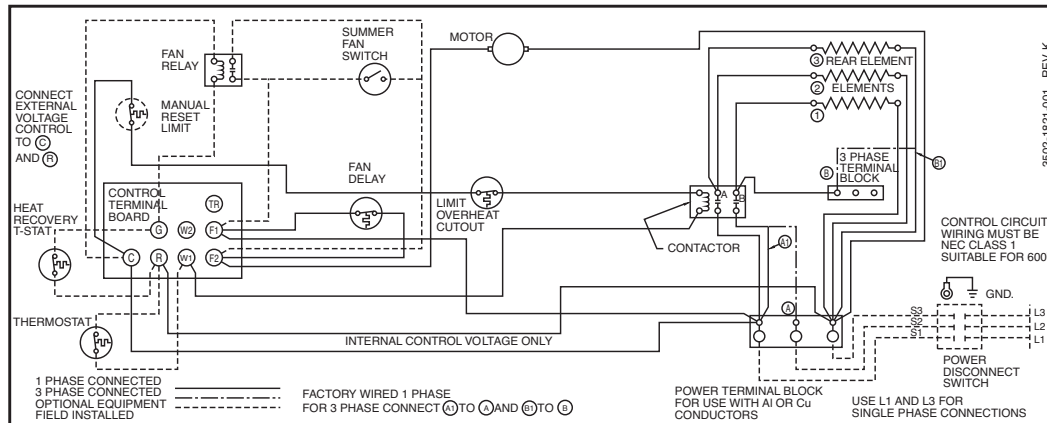 SUMMER
FAN
SWITCH
MOTOR
FAN
RELAY
3 REAR ELEMENT
2 ELEMENTS
1
CONNECT
EXTERNAL
VOLTAGE
CONTROL
TO C
AND R
MANUAL
RESET
LIMIT
FAN
DELAY
LIMIT
OVERHEAT
CUTOUT
A
B
B
3 PHASE
TERMINAL
BLOCK
B1
CONTROL
TERMINAL
BOARD
TR
G
W2
F1
C
R
W1
F2
HEAT
RECOVERY
T-STAT
CONTACTOR
A1
A
CONTROL CIRCUIT
WIRING MUST BE
NEC CLASS 1
SUITABLE FOR 600
GND.
THERMOSTAT
INTERNAL CONTROL VOLTAGE ONLY
S3
S2
S1
L3
L2
L1
POWER
DISCONNECT
SWITCH
1 PHASE CONNECTED
3 PHASE CONNECTED
OPTIONAL EQUIPMENT
FIELD INSTALLED
FACTORY WIRED 1 PHASE
FOR 3 PHASE CONNECT A1 TO A AND B1 TO B
POWER TERMINAL BLOCK
FOR USE WITH Al OR Cu
CONDUCTORS
USE L1 AND L3 FOR
SINGLE PHASE CONNECTIONS